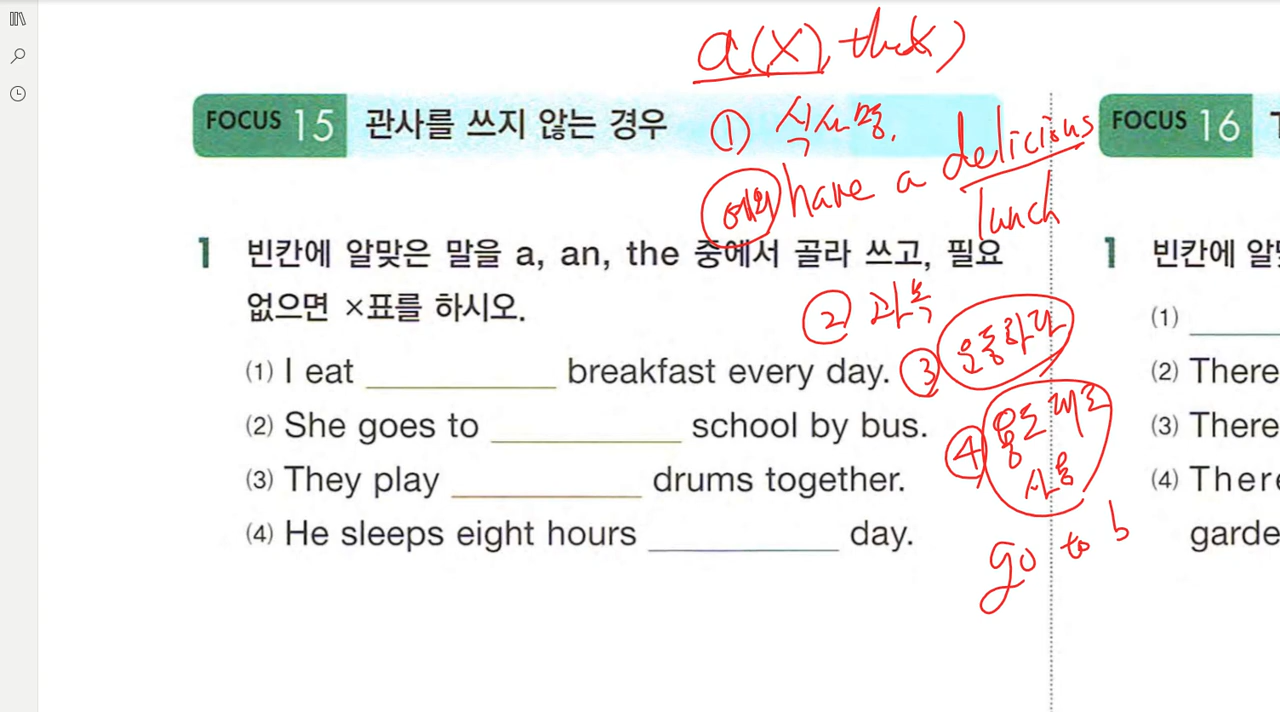 a(X), the(X)
FOCUS 15 관사를 쓰지 않는 경우
① 식사명.
예외 have a delicious
lunch
1 빈칸에 알맞은 말을 a, an, the 중에서 골라 쓰고, 필요
없으면 ×표를 하시오.
② 과목
③ 운동하다
④ 용도대로
사용
go to b
(1) I eat __________ breakfast every day.
(2) She goes to __________ school by bus.
(3) They play __________ drums together.
(4) He sleeps eight hours __________ day.
FOCUS 16
1 빈칸에
(1) __________
(2) There
(3) There
(4) There
garde